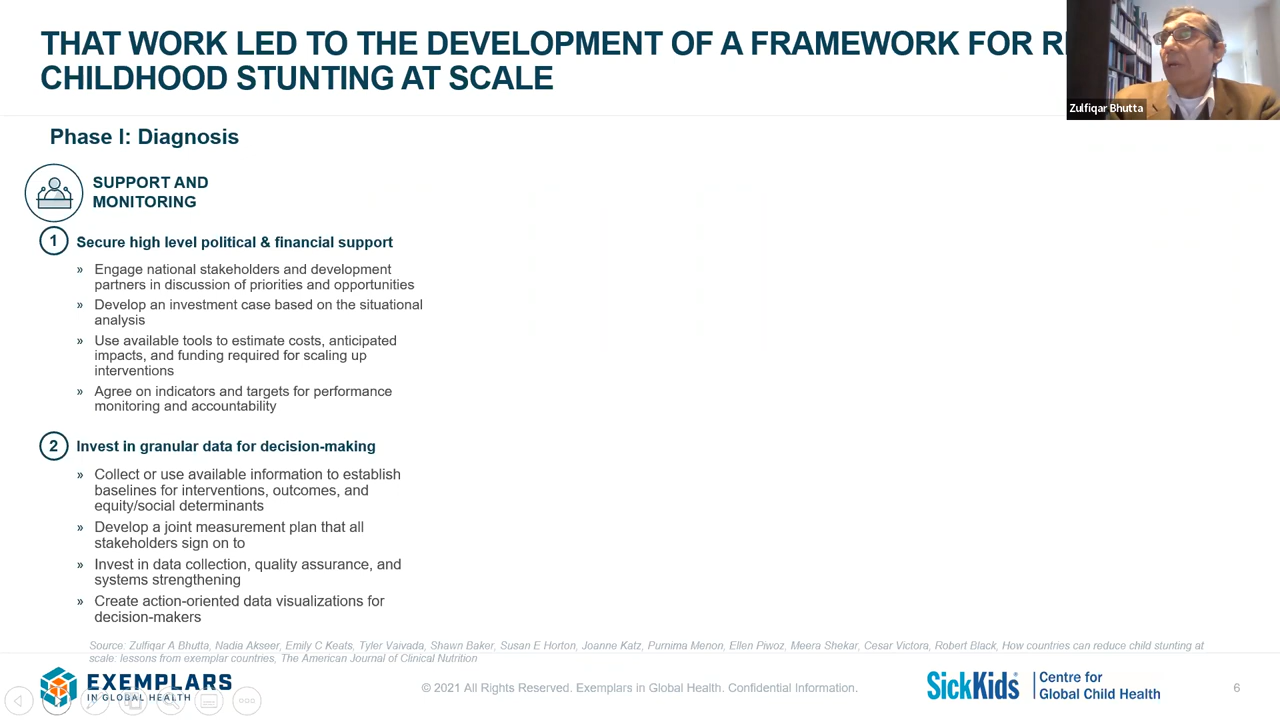 THAT WORK LED TO THE DEVELOPMENT OF A FRAMEWORK FOR
CHILDHOOD STUNTING AT SCALE
Zulfiqar Bhutta
Phase I: Diagnosis
SUPPORT AND
MONITORING
1 Secure high level political & financial support
» Engage national stakeholders and development
partners in discussion of priorities and opportunities
» Develop an investment case based on the situational
analysis
» Use available tools to estimate costs, anticipated
impacts, and funding required for scaling up
interventions
» Agree on indicators and targets for performance
monitoring and accountability
2 Invest in granular data for decision-making
» Collect or use available information to establish
baselines for interventions, outcomes, and
equity/social determinants
» Develop a joint measurement plan that all
stakeholders sign on to
» Invest in data collection, quality assurance, and
systems strengthening
» Create action-oriented data visualizations for
decision-makers
Source: Zulfiqar A Bhutta, Nadia Akseer, Emily C Keats, Tyler Vaivada, Shawn Baker, Susan E Horton, Joanne Katz, Purnima Menon, Ellen Piwoz, Meera Shekar, Cesar Victora, Robert Black, How countries can reduce child stunting at
scale: lessons from exemplar countries, The American Journal of Clinical Nutrition
EXEMPLARS
IN GLOBAL HEALTH
© 2021 All Rights Reserved. Exemplars in Global Health. Confidential Information.
SickKids
Centre for
Global Child Health
6